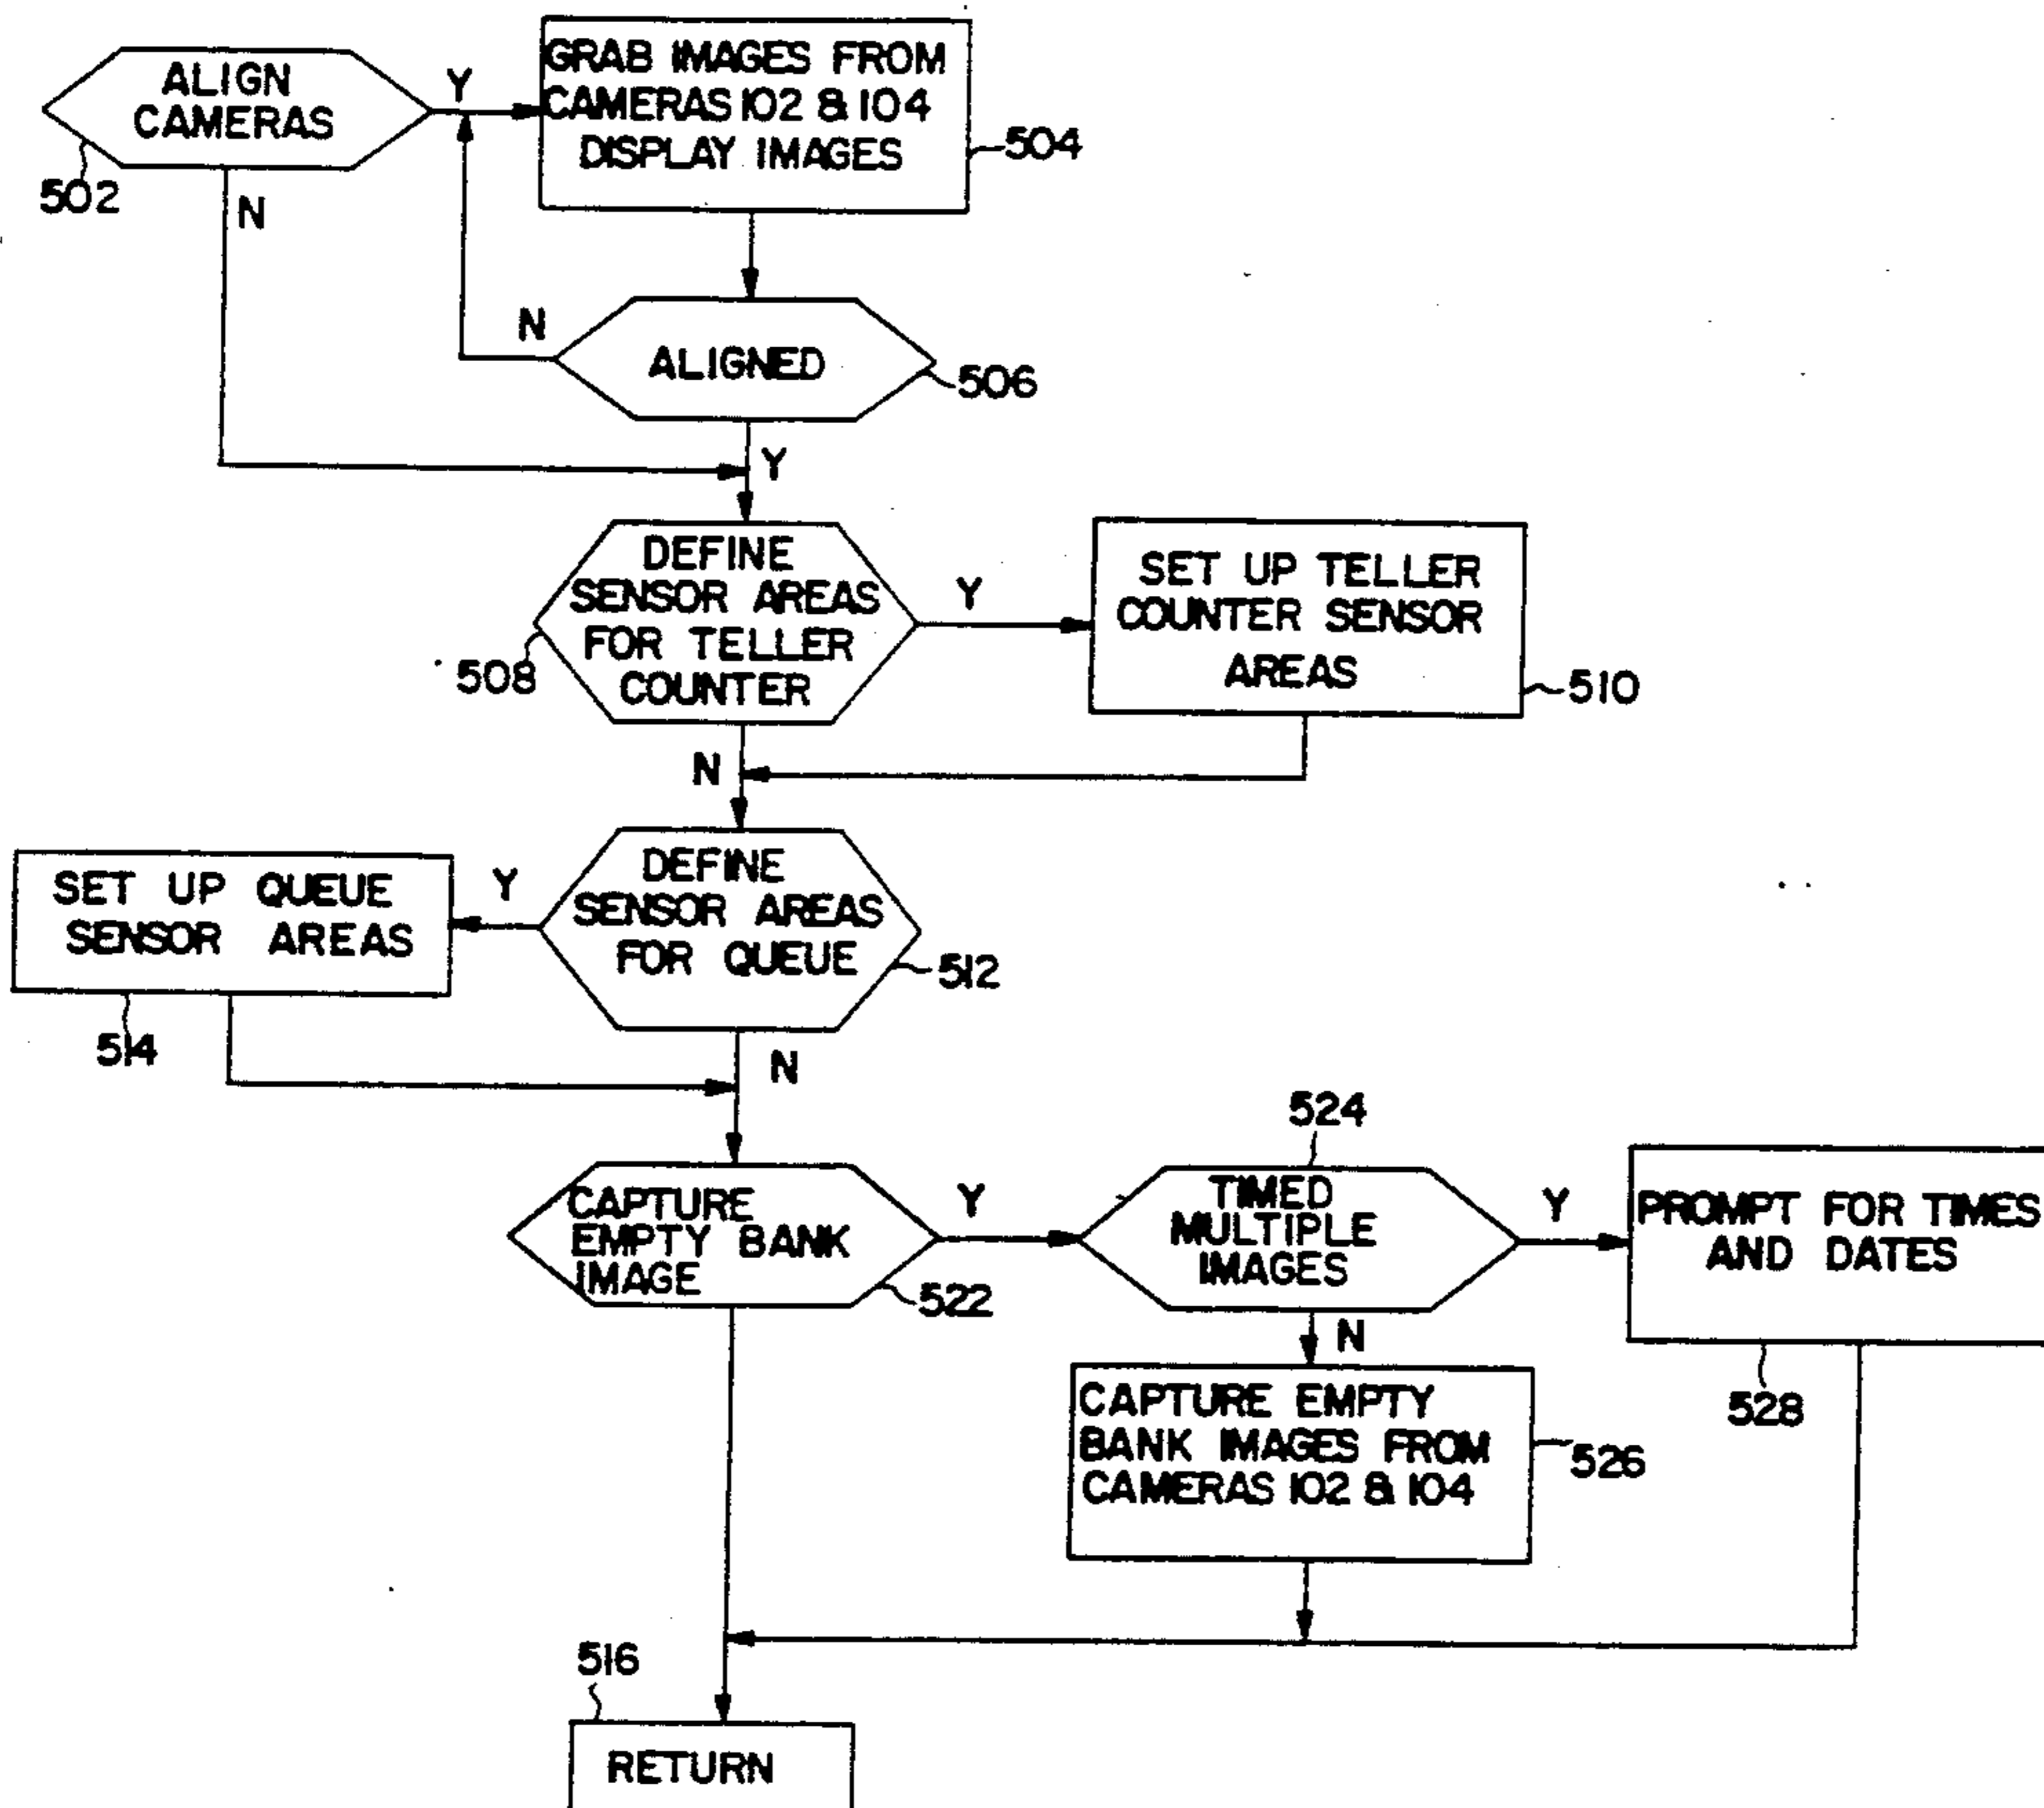 ALIGN
CAMERAS
Y
GRAB IMAGES FROM
CAMERAS 102 & 104
DISPLAY IMAGES
504
502
N
N
ALIGNED
506
Y
DEFINE
SENSOR AREAS
FOR TELLER
COUNTER
508
Y
SET UP TELLER
COUNTER SENSOR
AREAS
510
N
SET UP QUEUE
SENSOR AREAS
514
Y
DEFINE
SENSOR AREAS
FOR QUEUE
512
N
CAPTURE
EMPTY BANK
IMAGE
522
Y
524
TIMED
MULTIPLE
IMAGES
Y
PROMPT FOR TIMES
AND DATES
528
N
CAPTURE EMPTY
BANK IMAGES FROM
CAMERAS 102 & 104
526
516
RETURN